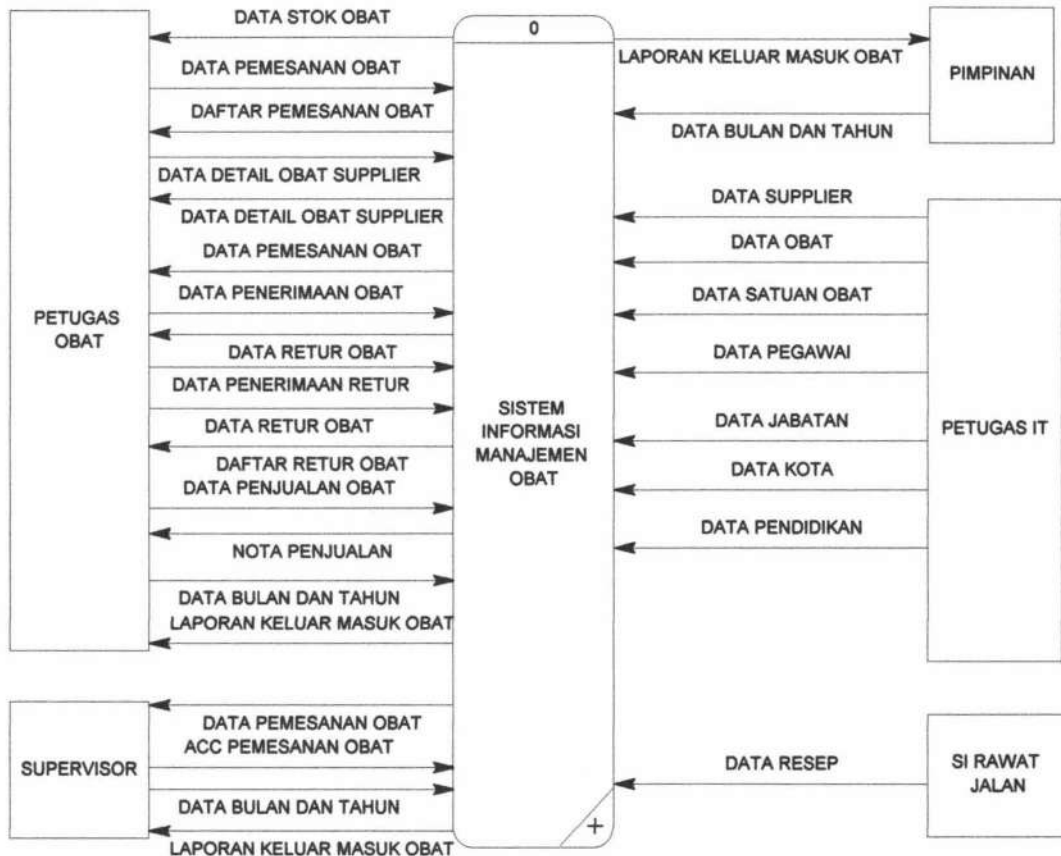 DATA STOK OBAT
DATA PEMESANAN OBAT
DAFTAR PEMESANAN OBAT
DATA DETAIL OBAT SUPPLIER
DATA DETAIL OBAT SUPPLIER
DATA PEMESANAN OBAT
DATA PENERIMAAN OBAT
PETUGAS
OBAT
DATA RETUR OBAT
DATA PENERIMAAN RETUR
DATA RETUR OBAT
DAFTAR RETUR OBAT
DATA PENJUALAN OBAT
NOTA PENJUALAN
DATA BULAN DAN TAHUN
LAPORAN KELUAR MASUK OBAT
DATA PEMESANAN OBAT
ACC PEMESANAN OBAT
SUPERVISOR
DATA BULAN DAN TAHUN
LAPORAN KELUAR MASUK OBAT
0
SISTEM
INFORMASI
MANAJEMEN
OBAT
+
LAPORAN KELUAR MASUK OBAT
PIMPINAN
DATA BULAN DAN TAHUN
DATA SUPPLIER
DATA OBAT
DATA SATUAN OBAT
DATA PEGAWAI
DATA JABATAN
PETUGAS IT
DATA KOTA
DATA PENDIDIKAN
DATA RESEP
SI RAWAT
JALAN